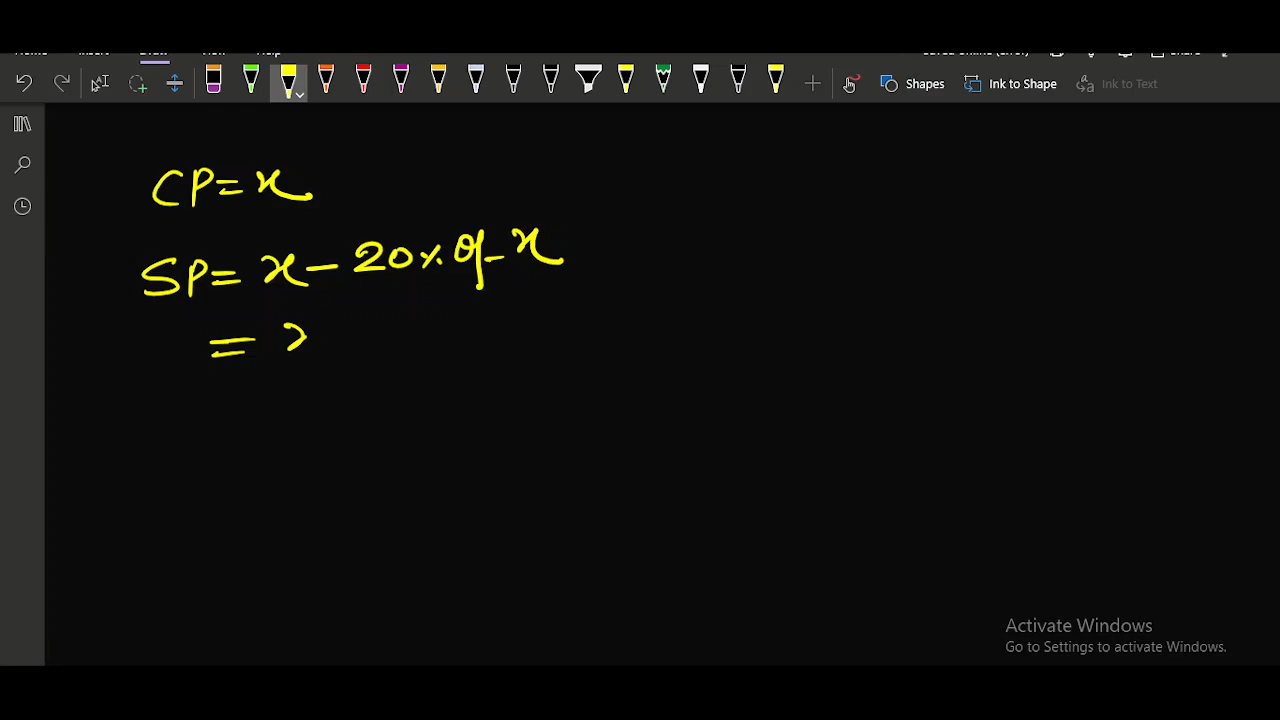 Shapes Ink to Shape Ink to Text
CP = x
SP = x - 20% of x
=
Activate Windows
Go to Settings to activate Windows.